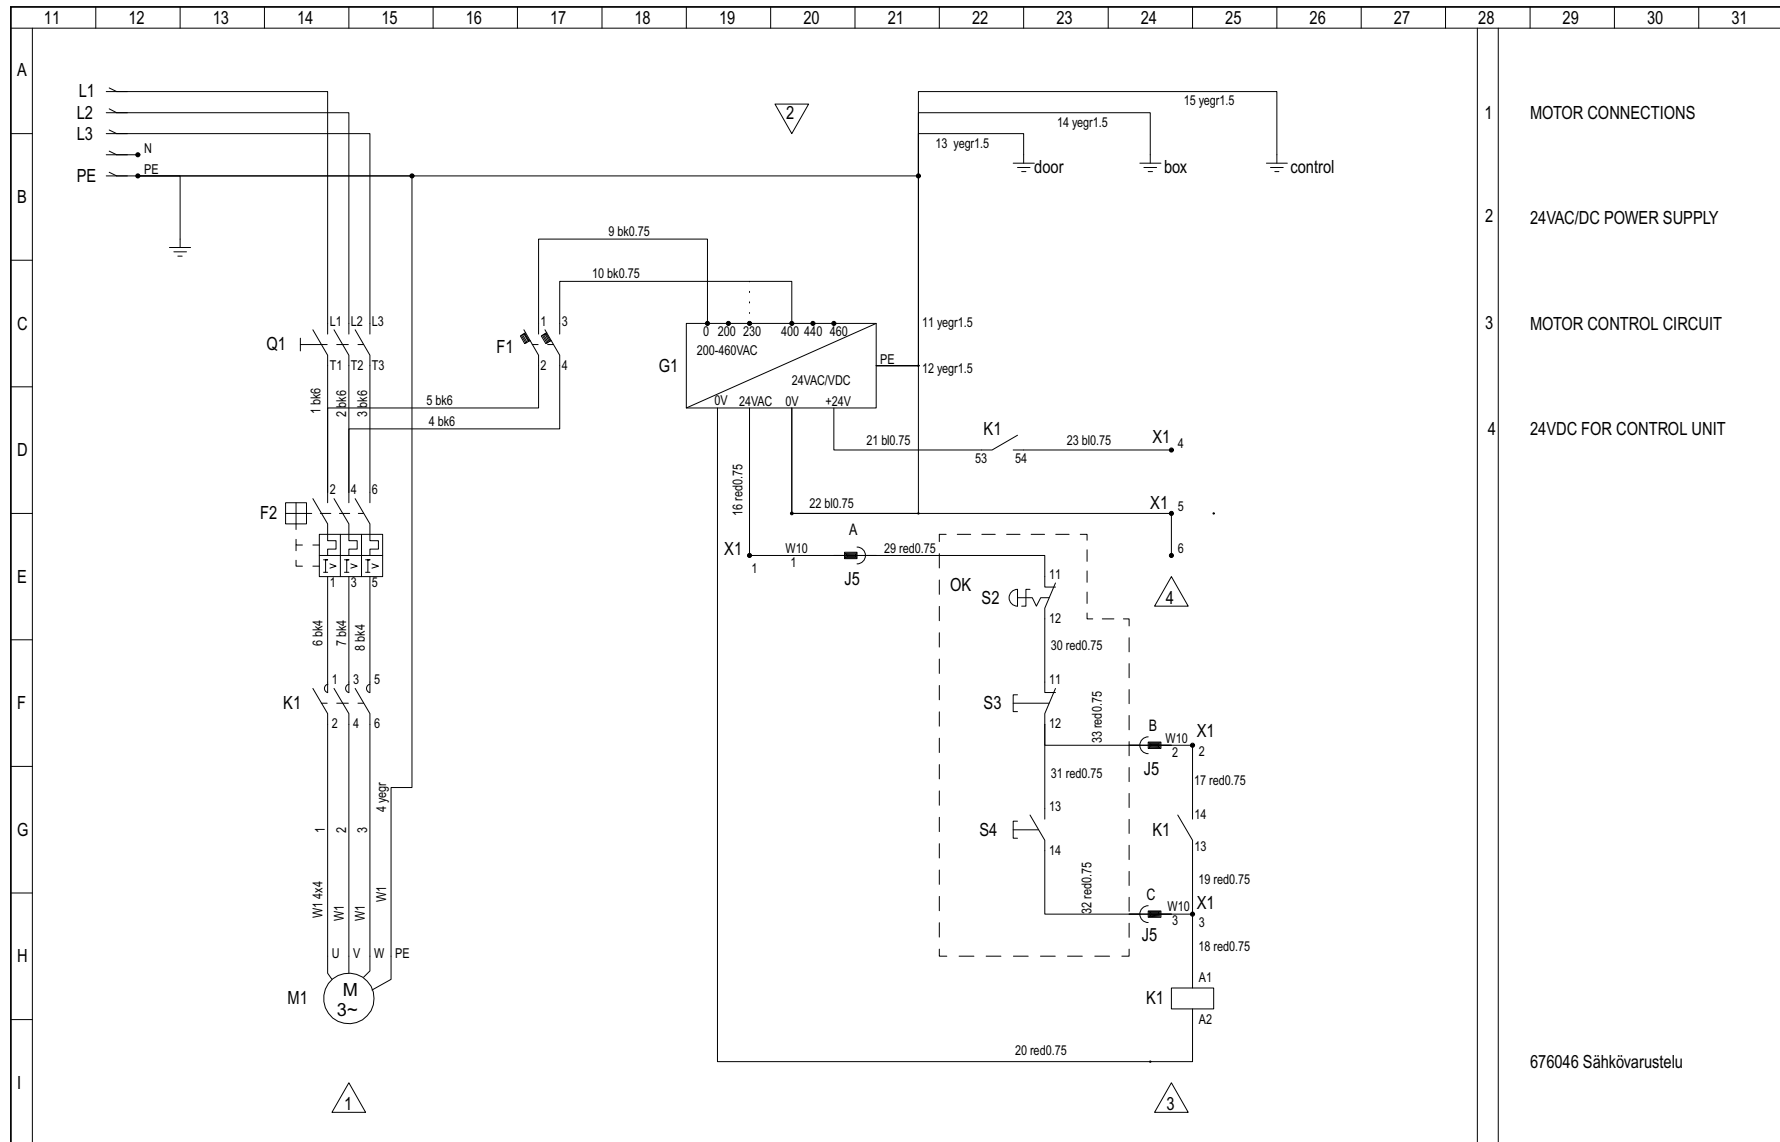 11 12 13 14 15 16 17 18 19 20 21 22 23 24 25 26 27 28 29 30 31
A
L1
L2
L3
N
PE PE
2
15 yegr1.5
14 yegr1.5
13 yegr1.5
door box control
1 MOTOR CONNECTIONS
B
2 24VAC/DC POWER SUPPLY
9 bk0.75
10 bk0.75
C
3 MOTOR CONTROL CIRCUIT
L1 L2 L3
Q1
T1 T2 T3
1 3
F1
2 4
0 200 230 400 440 460
200-460VAC
G1
24VAC/VDC
PE
0V 24VAC 0V +24V
11 yegr1.5
12 yegr1.5
1 bk6
2 bk6
3 bk6
5 bk6
4 bk6
D
4 24VDC FOR CONTROL UNIT
21 bl0.75
K1
53 54
23 bl0.75
X1 4
16 red0.75
22 bl0.75
X1 5
6
2 4 6
F2
I> I> I>
1 3 5
E
X1
1
W10
1
A
J5
29 red0.75
OK
S2
11
12
4
6 bk4
7 bk4
8 bk4
30 red0.75
F
K1
1 3 5
2 4 6
S3
11
12
33 red0.75
B
J5
W10
2
X1
2
31 red0.75
17 red0.75
4 yegr
G
1
2
3
S4
13
14
K1
14
13
32 red0.75
19 red0.75
C
J5
W10
3
X1
3
18 red0.75
W1 4x4
W1
W1
W1
H
U V W PE
M1
M
3~
K1
A1
A2
20 red0.75
I
676046 Sähkövarustelu
1
3